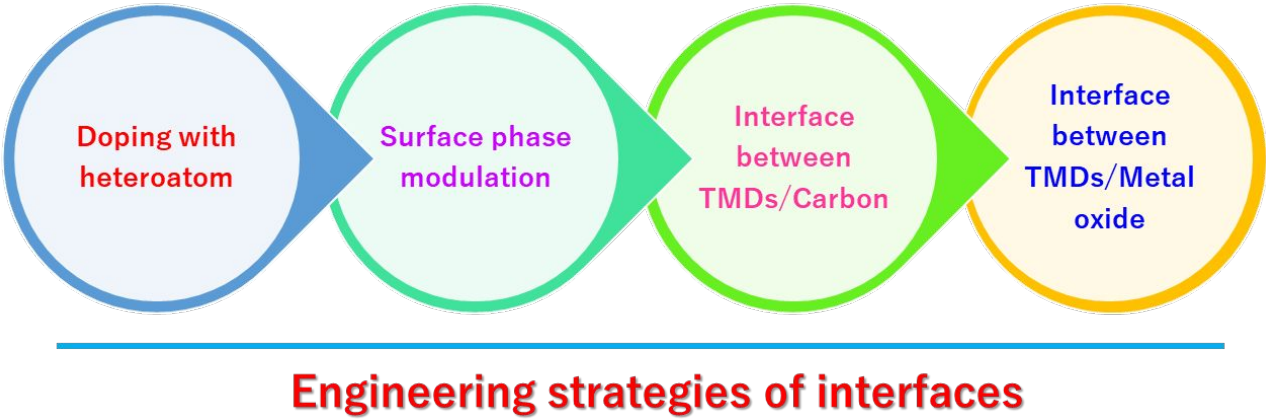 Doping with
heteroatom
Surface phase
modulation
Interface
between
TMDs/Carbon
Interface
between
TMDs/Metal
oxide
Engineering strategies of interfaces